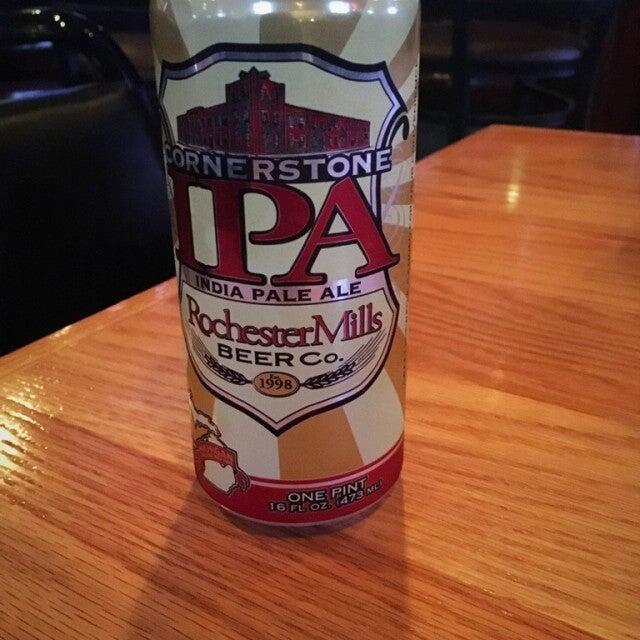 CORNERSTONE
IPA
INDIA PALE ALE
RochesterMills
BEER Co.
Est.
1998
ONE PINT
16 FL OZ. (473 ML)